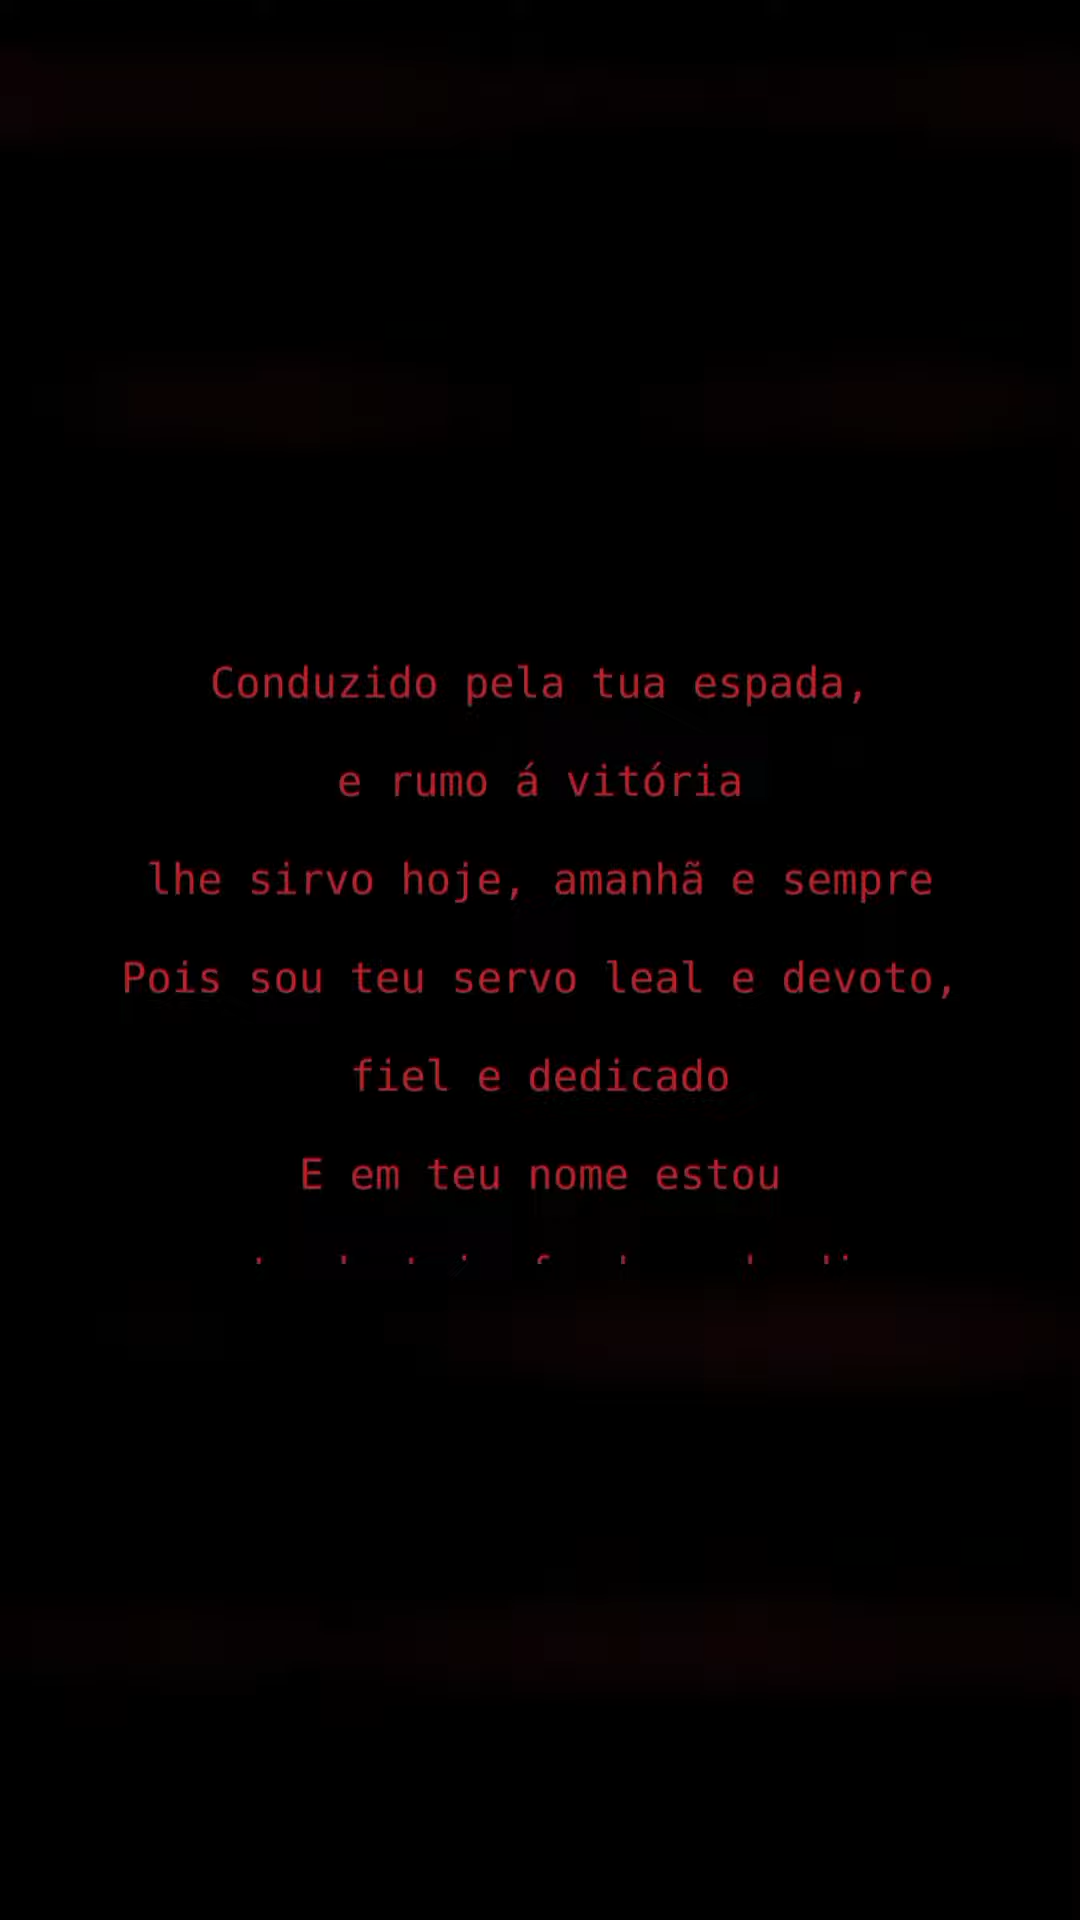 Conduzido pela tua espada,
e rumo á vitória
lhe sirvo hoje, amanhã e sempre
Pois sou teu servo leal e devoto,
fiel e dedicado
E em teu nome estou